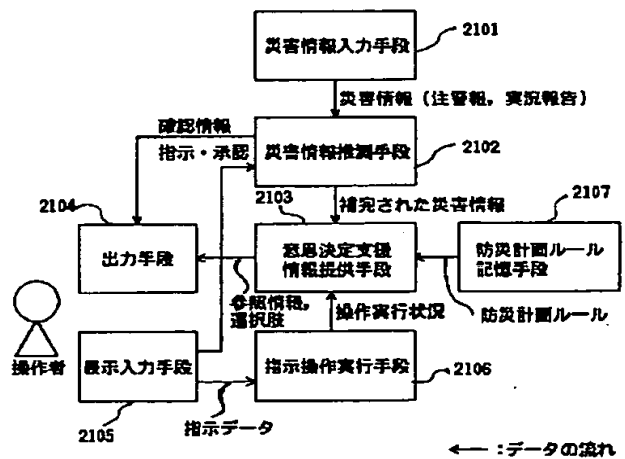 2101
災害情報入力手段
災害情報（注警報，実況報告）
確認情報
指示・承認
災害情報推測手段
2102
2103
補完された災害情報
2107
2104
出力手段
意思決定支援
情報提供手段
防災計画ルール
記憶手段
参照情報，
選択肢
操作実行状況
防災計画ルール
操作者
表示入力手段
指示操作実行手段
2106
2105
指示データ
：データの流れ